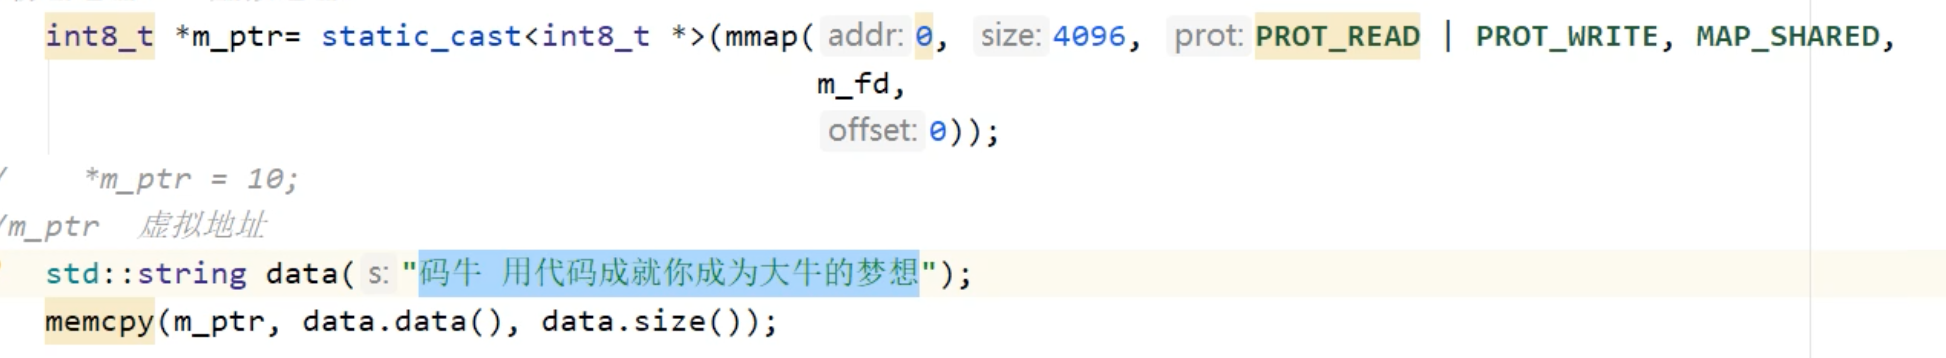 int8_t *m_ptr= static_cast<int8_t *>(mmap( addr: 0, size: 4096, prot: PROT_READ | PROT_WRITE, MAP_SHARED,
m_fd,
offset: 0));
/ *m_ptr = 10;
/m_ptr 虚拟地址
std::string data( s: "码牛 用代码成就你成为大牛的梦想");
memcpy(m_ptr, data.data(), data.size());